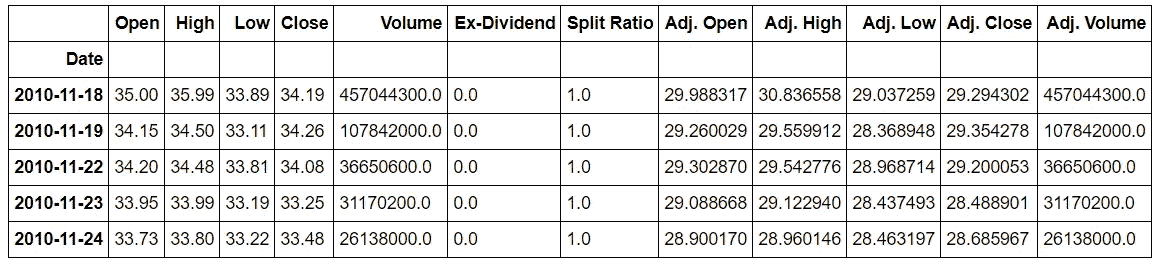 Open High Low Close Volume Ex-Dividend Split Ratio Adj. Open Adj. High Adj. Low Adj. Close Adj. Volume
Date
2010-11-18 35.00 35.99 33.89 34.19 457044300.0 0.0 1.0 29.988317 30.836558 29.037259 29.294302 457044300.0
2010-11-19 34.15 34.50 33.11 34.26 107842000.0 0.0 1.0 29.260029 29.559912 28.368948 29.354278 107842000.0
2010-11-22 34.20 34.48 33.81 34.08 36650600.0 0.0 1.0 29.302870 29.542776 28.968714 29.200053 36650600.0
2010-11-23 33.95 33.99 33.19 33.25 31170200.0 0.0 1.0 29.088668 29.122940 28.437493 28.488901 31170200.0
2010-11-24 33.73 33.80 33.22 33.48 26138000.0 0.0 1.0 28.900170 28.960146 28.463197 28.685967 26138000.0